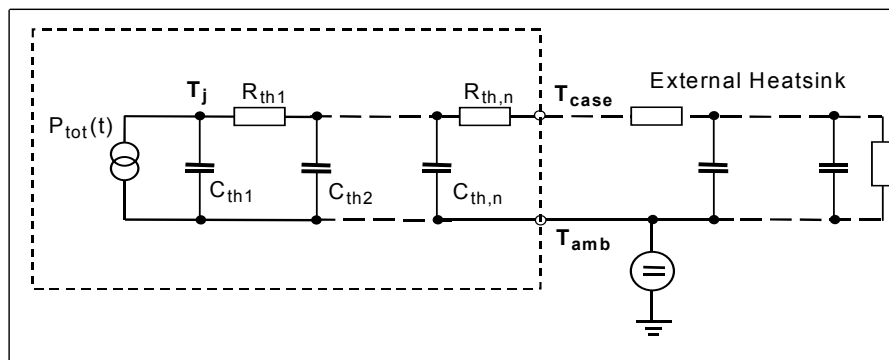 External Heatsink
T_j
R_th1
R_th,n
T_case
P_tot(t)
C_th1
C_th2
C_th,n
T_amb